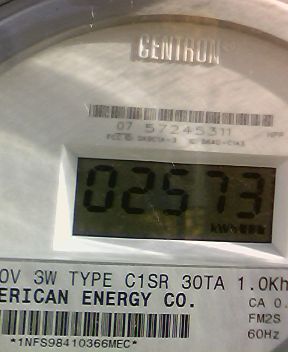 CENTRON®
07 57245311
02573
0V 3W TYPE C1SR 30TA 1.0Kh
ERICAN ENERGY CO.
CA 0.
FM2S
60Hz
*1NFS98410366MEC*